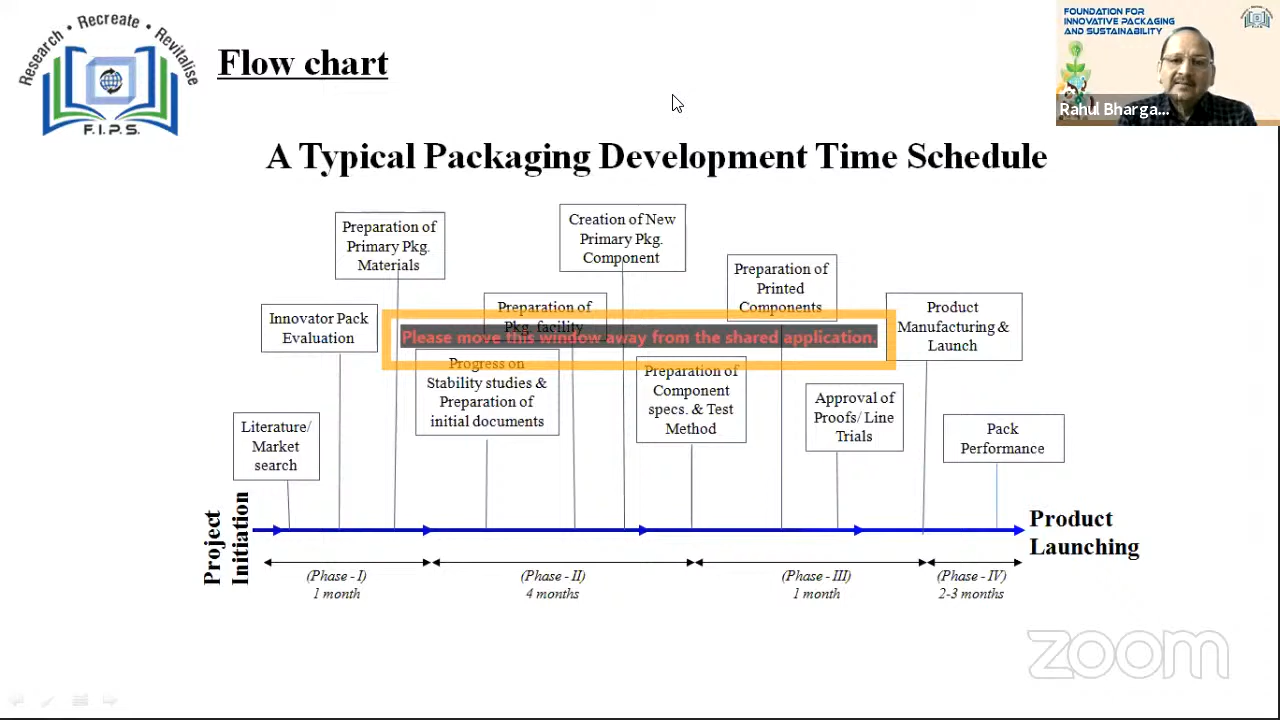 Research • Recreate • Revitalise
F.I.P.S.
Flow chart
FOUNDATION FOR
INNOVATIVE PACKAGING
AND SUSTAINABILITY
Rahul Bharga...
A Typical Packaging Development Time Schedule
Preparation of
Primary Pkg.
Materials
Creation of New
Primary Pkg.
Component
Preparation of
Printed
Components
Innovator Pack
Evaluation
Preparation of
Pkg. facility
Product
Manufacturing &
Launch
Please move this window away from the shared application.
Progress on
Stability studies &
Preparation of
initial documents
Preparation of
Component
specs. & Test
Method
Approval of
Proofs/ Line
Trials
Literature/
Market
search
Pack
Performance
Project
Initiation
Product
Launching
(Phase - I)
1 month
(Phase - II)
4 months
(Phase - III)
1 month
(Phase - IV)
2-3 months
zoom